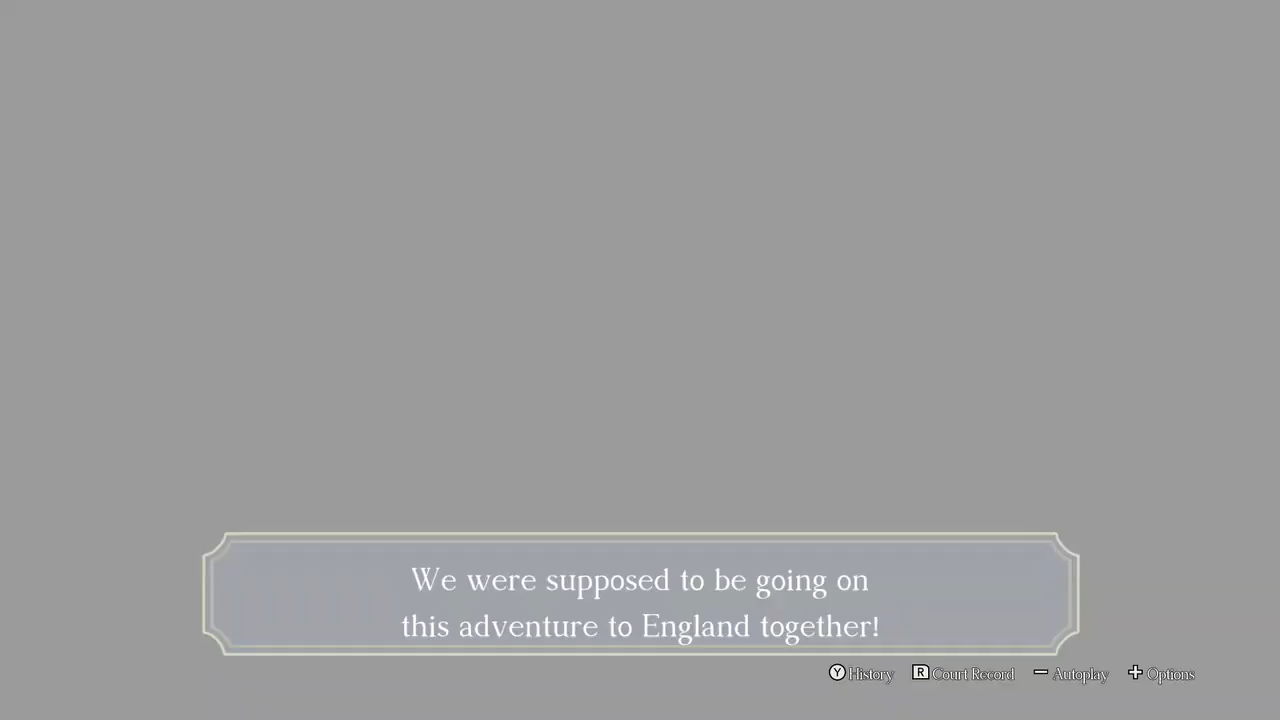 We were supposed to be going on
this adventure to England together!
Y History R Court Record − Autoplay + Options